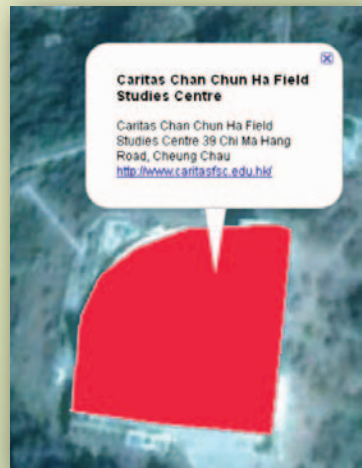 Caritas Chan Chun Ha Field
Studies Centre
Caritas Chan Chun Ha Field
Studies Centre 39 Chi Ma Hang
Road, Cheung Chau
http://www.caritasfsc.edu.hk/